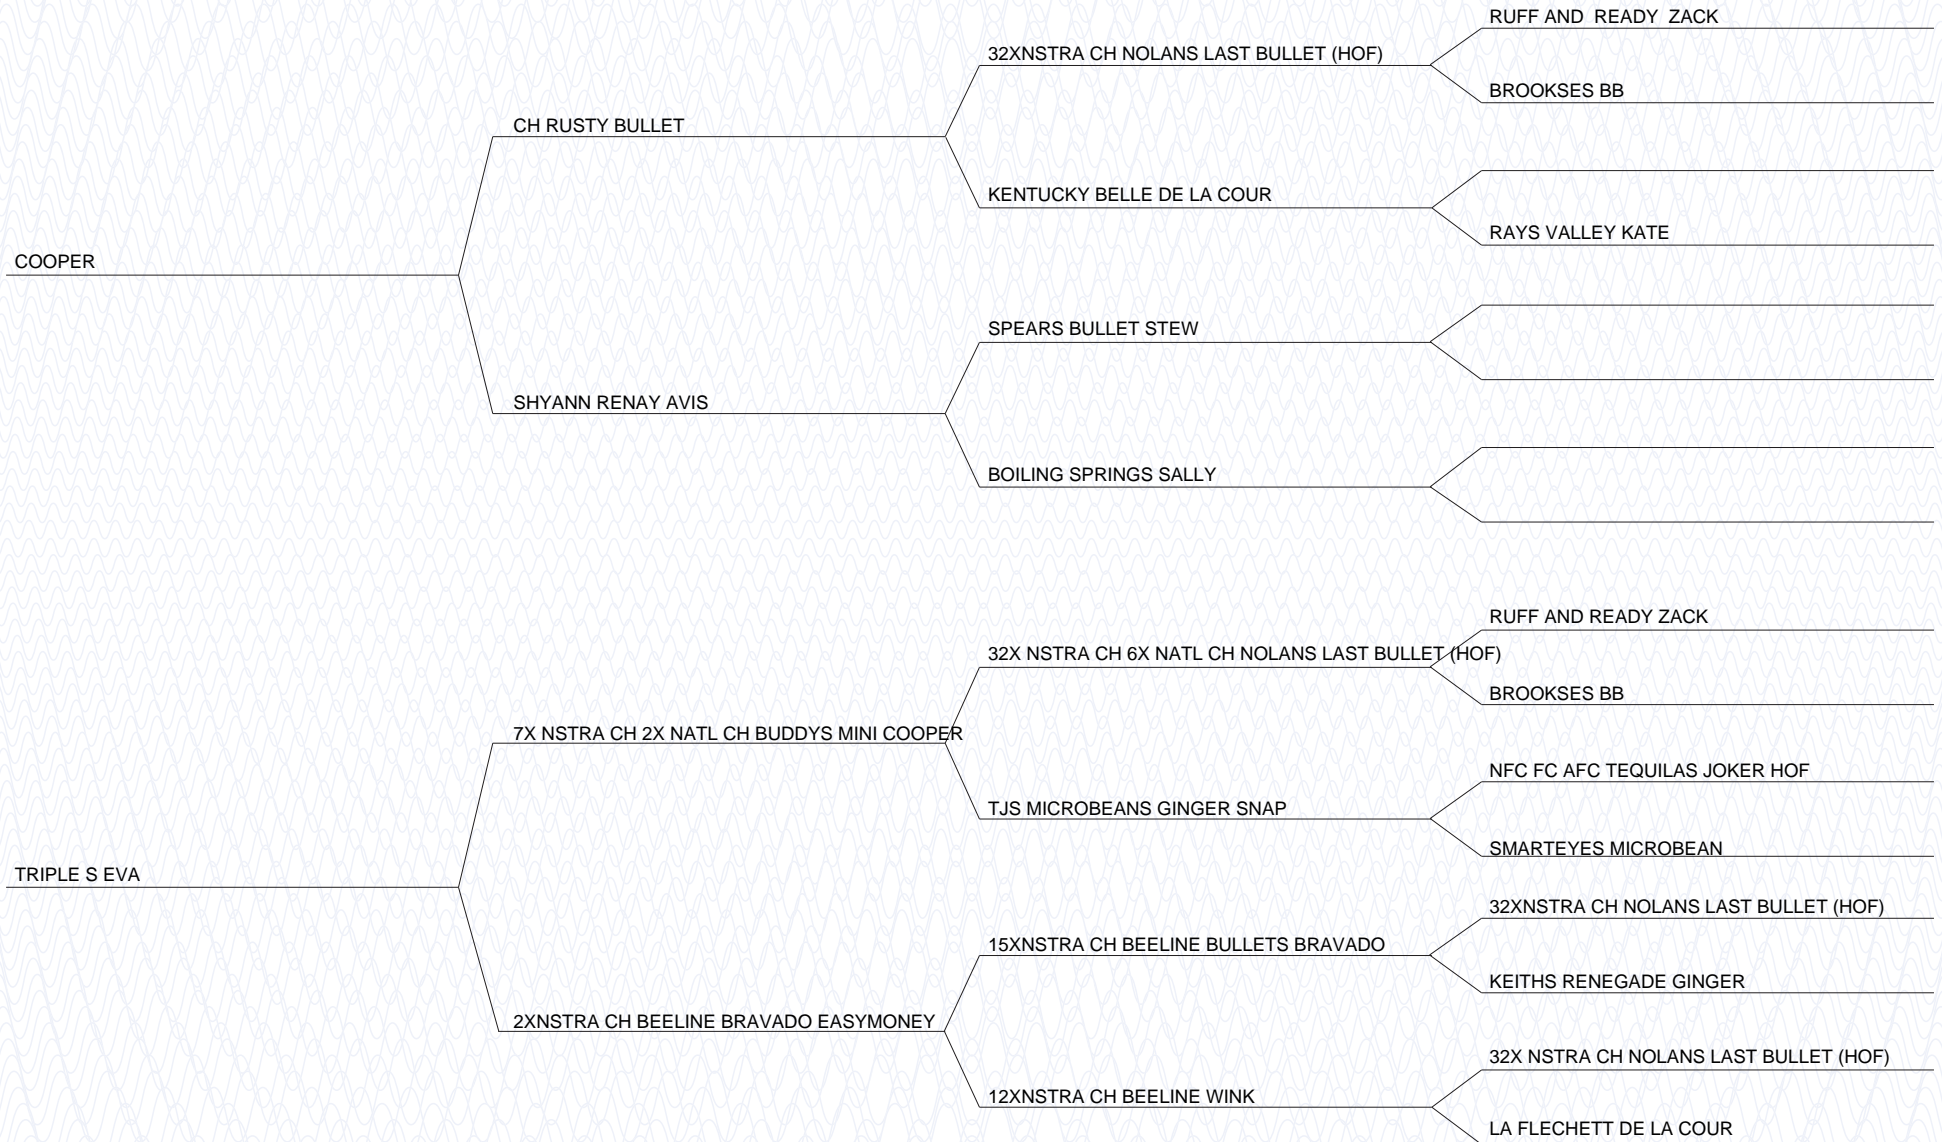 RUFF AND  READY  ZACK
32XNSTRA CH NOLANS LAST BULLET (HOF)
BROOKSES BB
CH RUSTY BULLET
KENTUCKY BELLE DE LA COUR
RAYS VALLEY KATE
COOPER
SPEARS BULLET STEW
SHYANN RENAY AVIS
BOILING SPRINGS SALLY
RUFF AND READY ZACK
32X NSTRA CH 6X NATL CH NOLANS LAST BULLET (HOF)
BROOKSES BB
7X NSTRA CH 2X NATL CH BUDDYS MINI COOPER
NFC FC AFC TEQUILAS JOKER HOF
TJS MICROBEANS GINGER SNAP
SMARTEYES MICROBEAN
TRIPLE S EVA
32XNSTRA CH NOLANS LAST BULLET (HOF)
15XNSTRA CH BEELINE BULLETS BRAVADO
KEITHS RENEGADE GINGER
2XNSTRA CH BEELINE BRAVADO EASYMONEY
32X NSTRA CH NOLANS LAST BULLET (HOF)
12XNSTRA CH BEELINE WINK
LA FLECHETT DE LA COUR